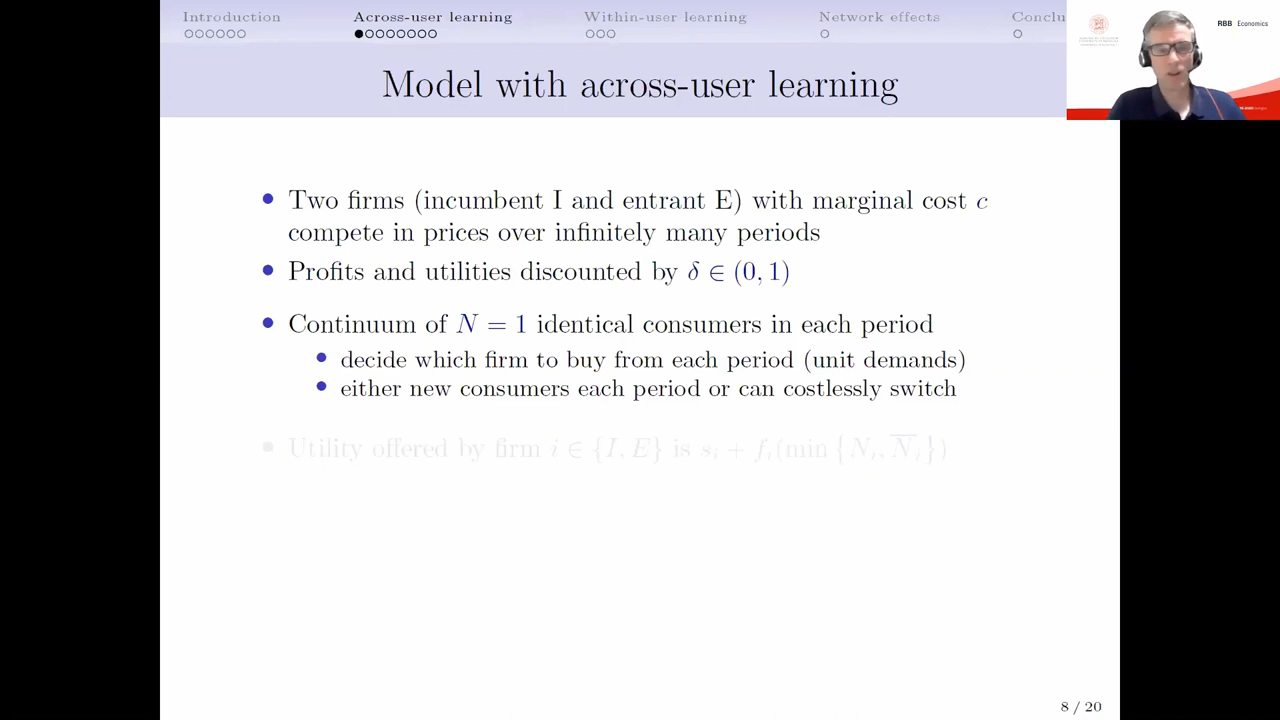 Introduction
Across-user learning
Within-user learning
Network effects
Conclu
RBB Economics
Model with across-user learning
• Two firms (incumbent I and entrant E) with marginal cost c
compete in prices over infinitely many periods
• Profits and utilities discounted by δ ∈ (0, 1)
• Continuum of N = 1 identical consumers in each period
• decide which firm to buy from each period (unit demands)
• either new consumers each period or can costlessly switch
• Utility offered by firm i ∈ {I, E} is sᵢ + fᵢ(min {Nᵢ, N̅ᵢ})
8 / 20